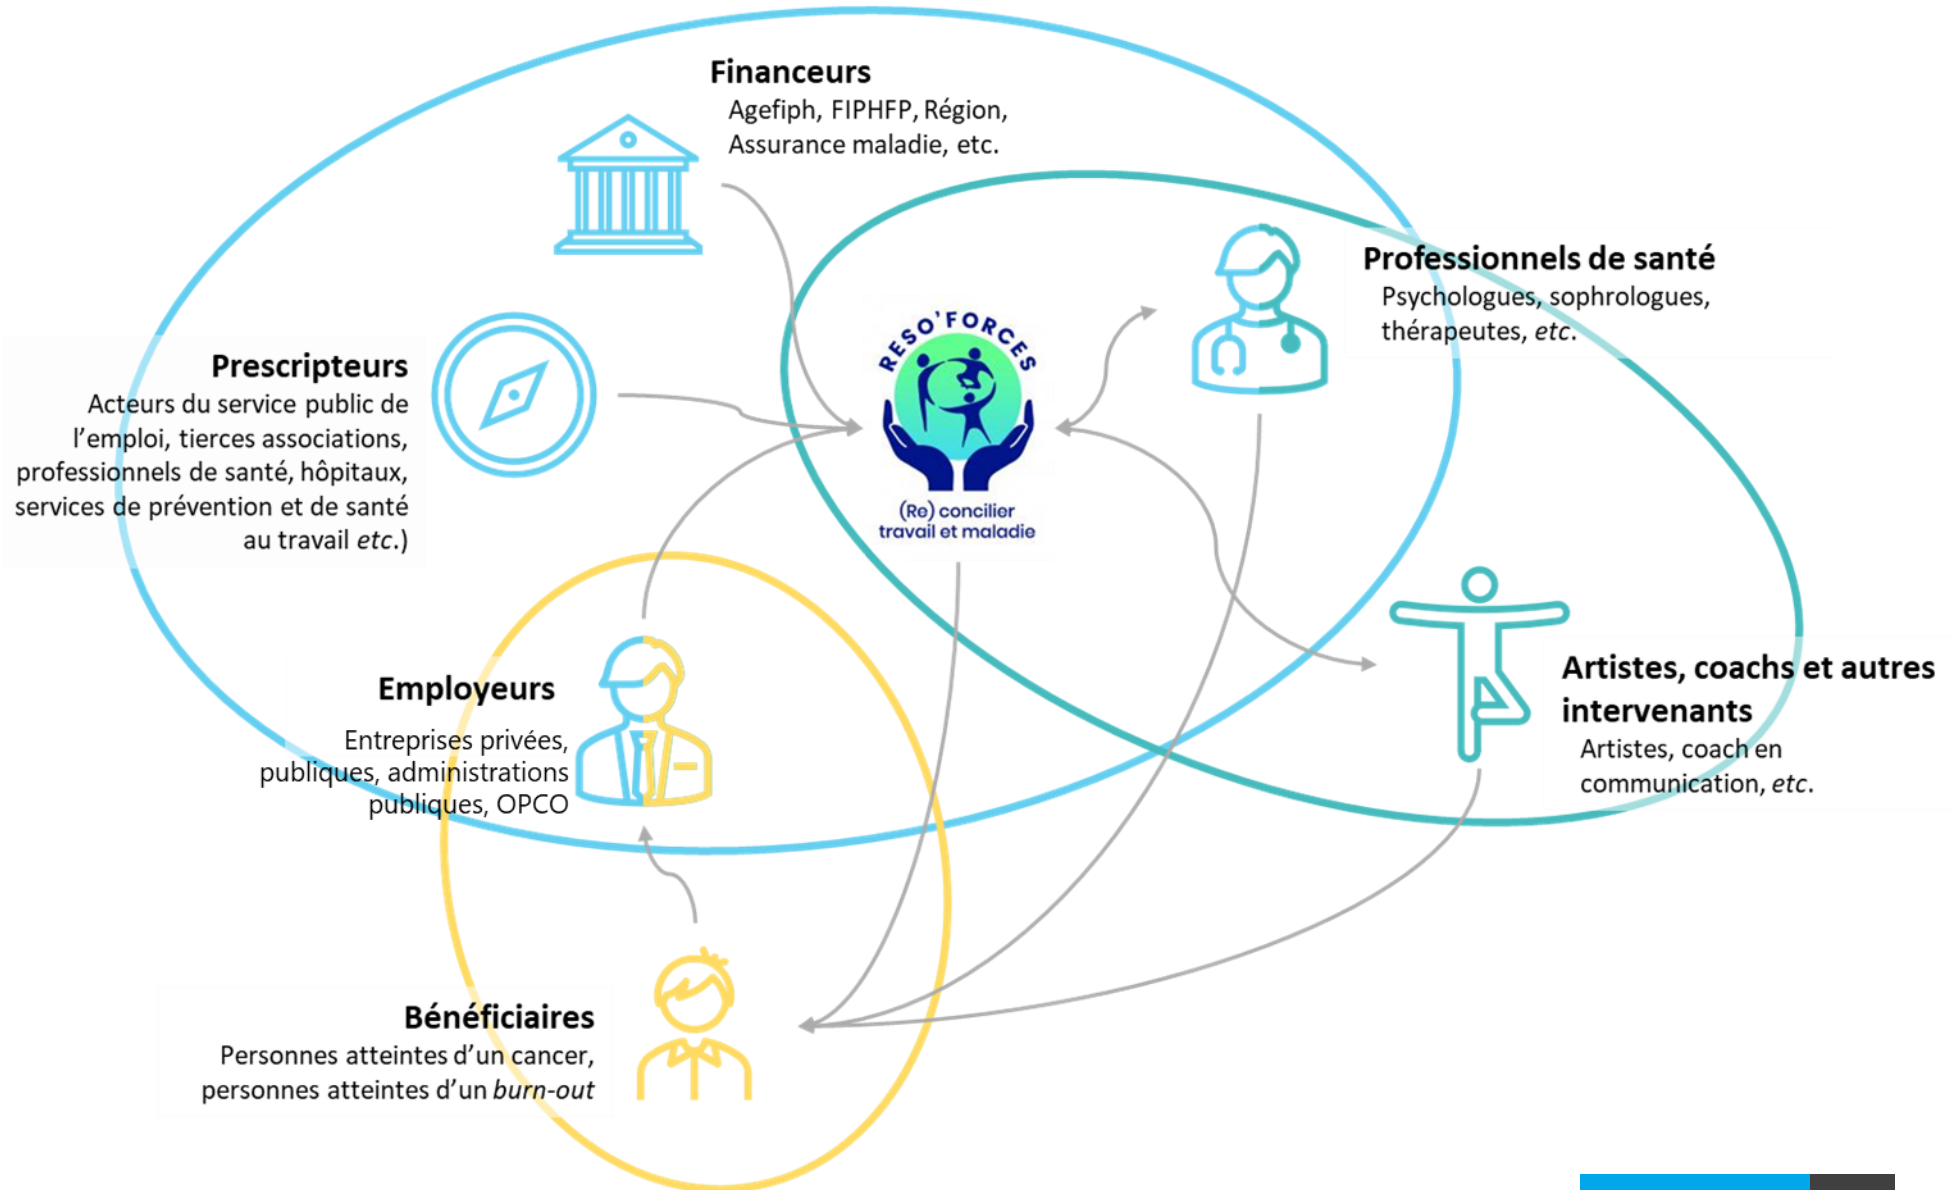 Financeurs
Agefiph, FIPHFP, Région,
Assurance maladie, etc.
Professionnels de santé
Psychologues, sophrologues,
thérapeutes, etc.
RESO'FORCES
(Re) concilier
travail et maladie
Prescripteurs
Acteurs du service public de
l'emploi, tierces associations,
professionnels de santé, hôpitaux,
services de prévention et de santé
au travail etc.)
Artistes, coachs et autres
intervenants
Artistes, coach en
communication, etc.
Employeurs
Entreprises privées,
publiques, administrations
publiques, OPCO
Bénéficiaires
Personnes atteintes d'un cancer,
personnes atteintes d'un burn-out